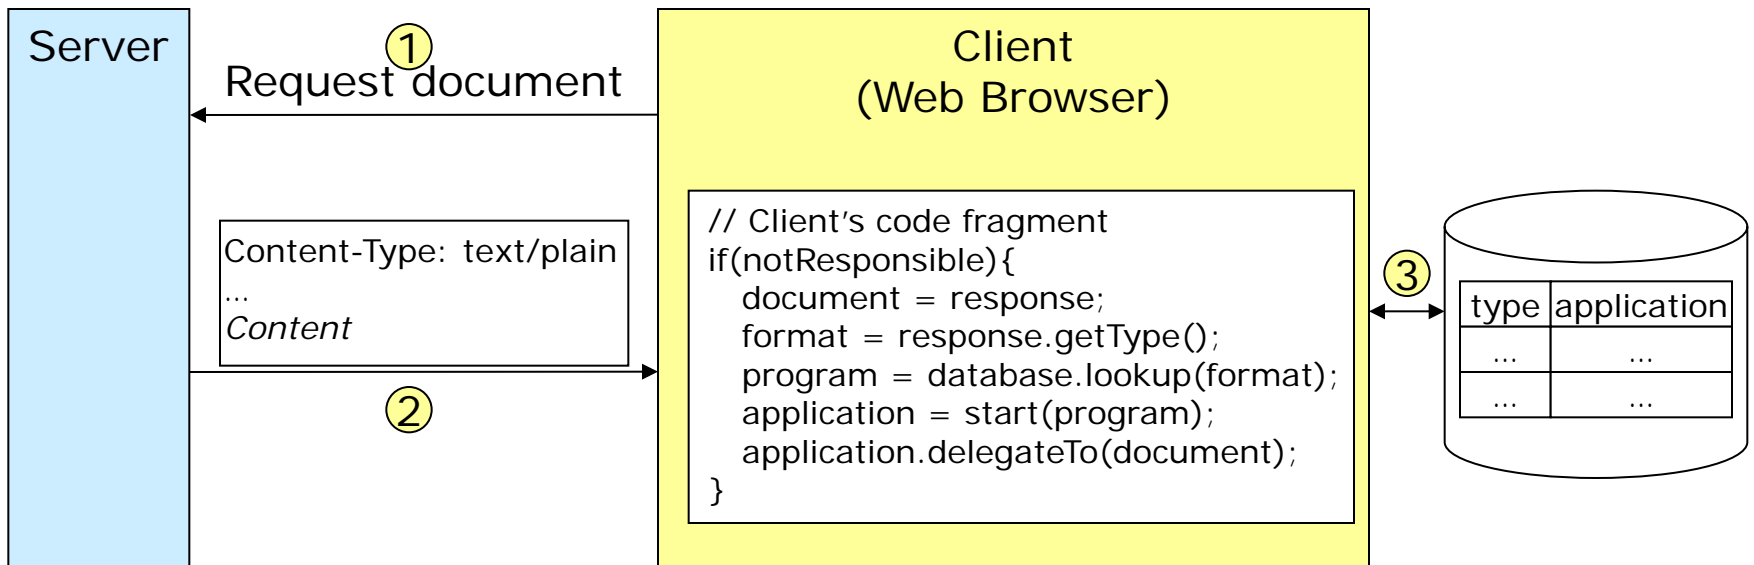 Server
1
Request document
Client
(Web Browser)
Content-Type: text/plain
...
Content
2
// Client's code fragment
if(notResponsible){
document = response;
format = response.getType();
program = database.lookup(format);
application = start(program);
application.delegateTo(document);
}
3
type application
... ...
... ...